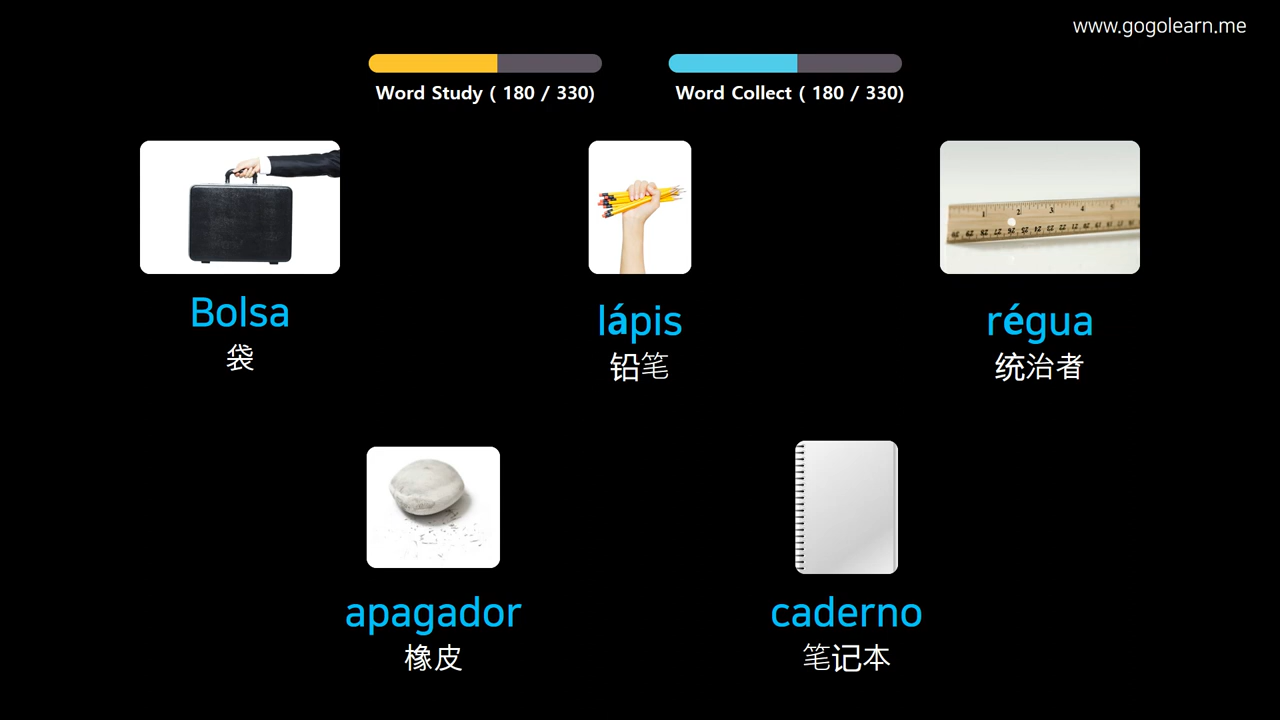 www.gogolearn.me
Word Study ( 180 / 330)
Word Collect ( 180 / 330)
Bolsa
袋
lápis
铅笔
régua
统治者
apagador
橡皮
caderno
笔记本